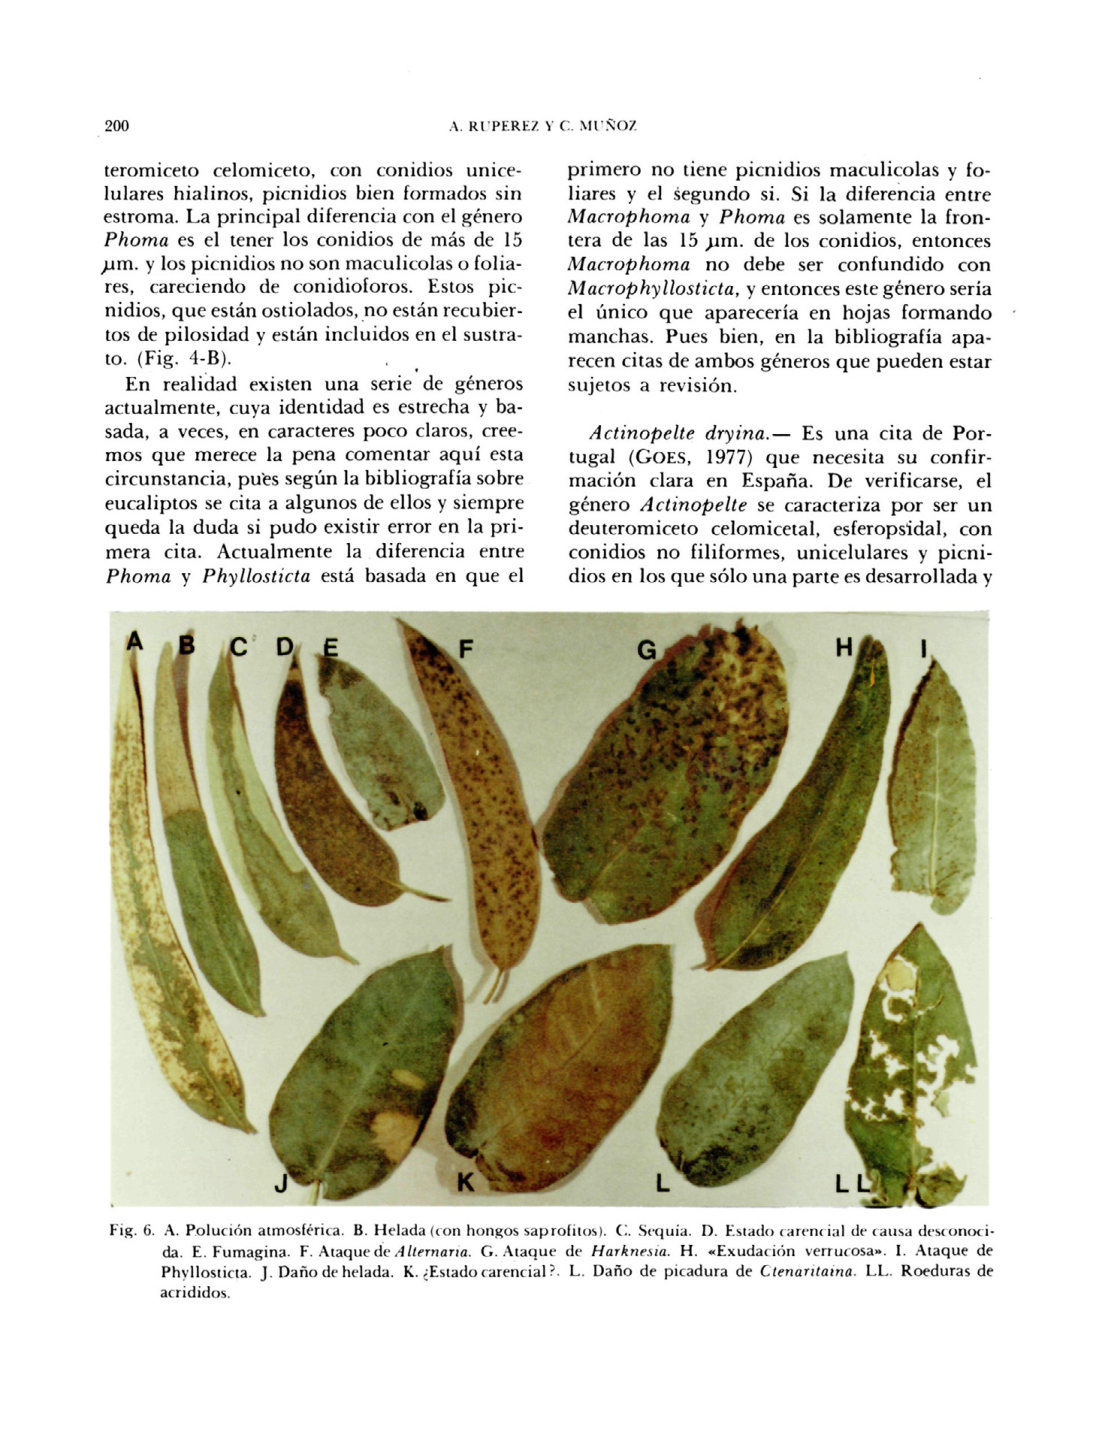 200
A. RUPEREZ Y C. MUÑOZ
teromiceto celomiceto, con conidios unice-
lulares hialinos, picnidios bien formados sin
estroma. La principal diferencia con el género
Phoma es el tener los conidios de más de 15
µm. y los picnidios no son maculicolas o folia-
res, careciendo de conidioforos. Estos pic-
nidios, que están ostiolados, no están recubier-
tos de pilosidad y están incluidos en el sustra-
to. (Fig. 4-B).
En realidad existen una serie de géneros
actualmente, cuya identidad es estrecha y ba-
sada, a veces, en caracteres poco claros, cree-
mos que merece la pena comentar aquí esta
circunstancia, pues según la bibliografía sobre
eucaliptos se cita a algunos de ellos y siempre
queda la duda si pudo existir error en la pri-
mera cita. Actualmente la diferencia entre
Phoma y Phyllosticta está basada en que el
primero no tiene picnidios maculicolas y fo-
liares y el segundo si. Si la diferencia entre
Macrophoma y Phoma es solamente la fron-
tera de las 15 µm. de los conidios, entonces
Macrophoma no debe ser confundido con
Macrophyllosticta, y entonces este género sería
el único que aparecería en hojas formando
manchas. Pues bien, en la bibliografía apa-
recen citas de ambos géneros que pueden estar
sujetos a revisión.
Actinopelte dryina.— Es una cita de Por-
tugal (GOES, 1977) que necesita su confir-
mación clara en España. De verificarse, el
género Actinopelte se caracteriza por ser un
deuteromiceto celomicetal, esferopsidal, con
conidios no filiformes, unicelulares y picni-
dios en los que sólo una parte es desarrollada y
A B C D E F G H I
J K L LL
Fig. 6. A. Polución atmosférica. B. Helada (con hongos saprofitos). C. Sequía. D. Estado carencial de causa desconoci-
da. E. Fumagina. F. Ataque de Alternaria. G. Ataque de Harknesia. H. «Exudación verrucosa». I. Ataque de
Phyllosticta. J. Daño de helada. K. ¿Estado carencial?. L. Daño de picadura de Ctenaritaina. LL. Roeduras de
acrididos.